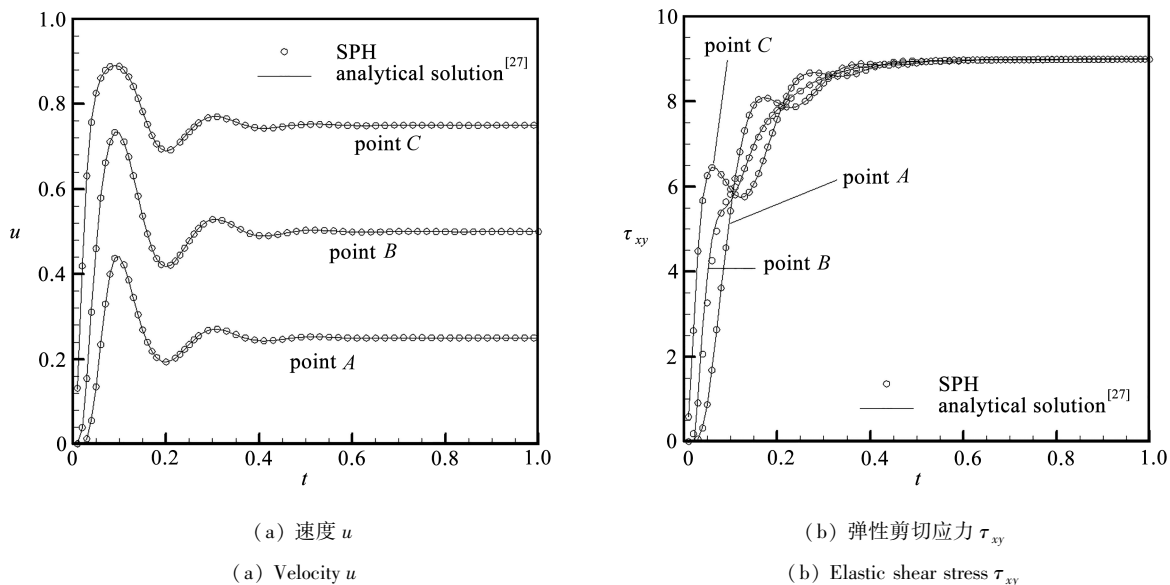 1.0
0.8
0.6
0.4
0.2
0
u
SPH
analytical solution[27]
point C
point B
point A
0 0.2 0.4 0.6 0.8 1.0
t
(a) 速度 u
(a) Velocity u
10
8
6
4
2
0
τxy
point C
point A
point B
SPH
analytical solution[27]
0 0.2 0.4 0.6 0.8 1.0
t
(b) 弹性剪切应力 τxy
(b) Elastic shear stress τxy